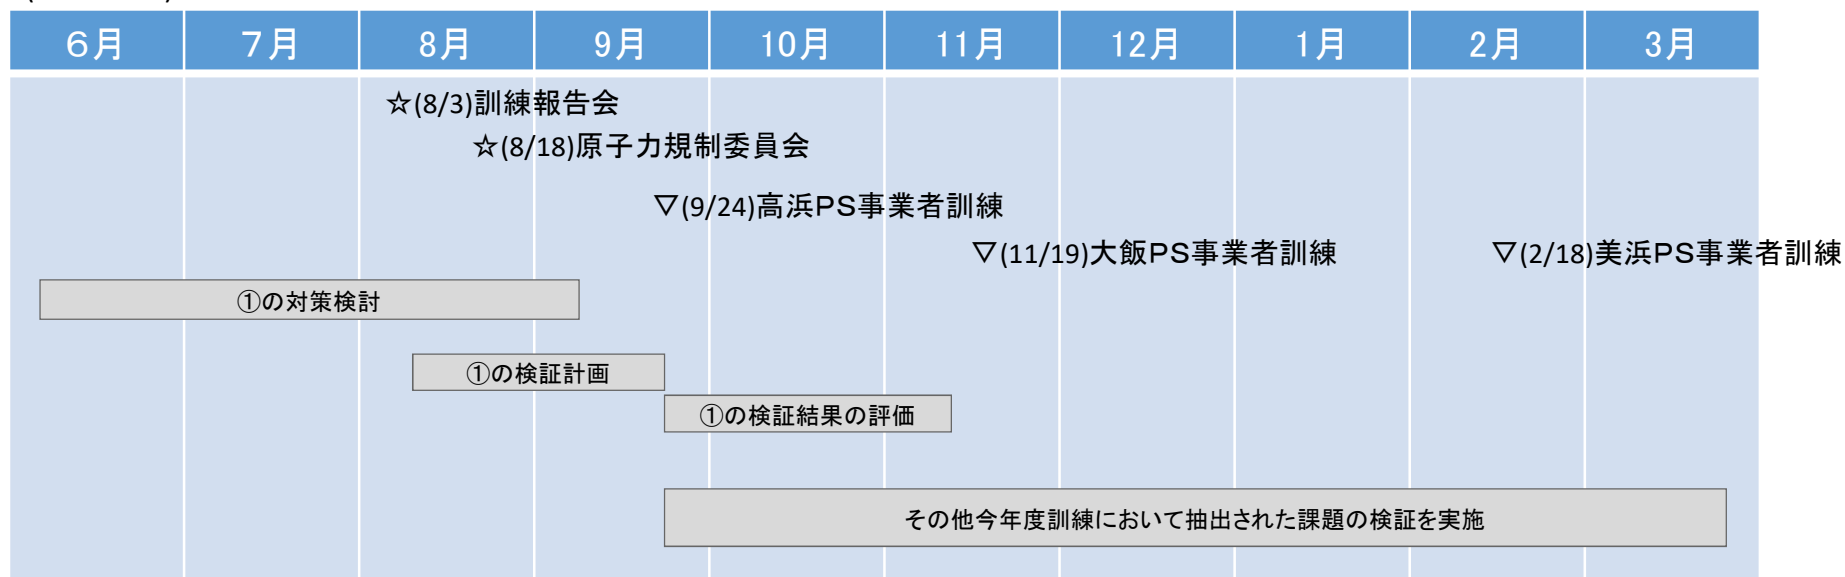 6月 7月 8月 9月 10月 11月 12月 1月 2月 3月
☆(8/3)訓練報告会
☆(8/18)原子力規制委員会
▽(9/24)高浜PS事業者訓練
▽(11/19)大飯PS事業者訓練 ▽(2/18)美浜PS事業者訓練
①の対策検討
①の検証計画
①の検証結果の評価
その他今年度訓練において抽出された課題の検証を実施